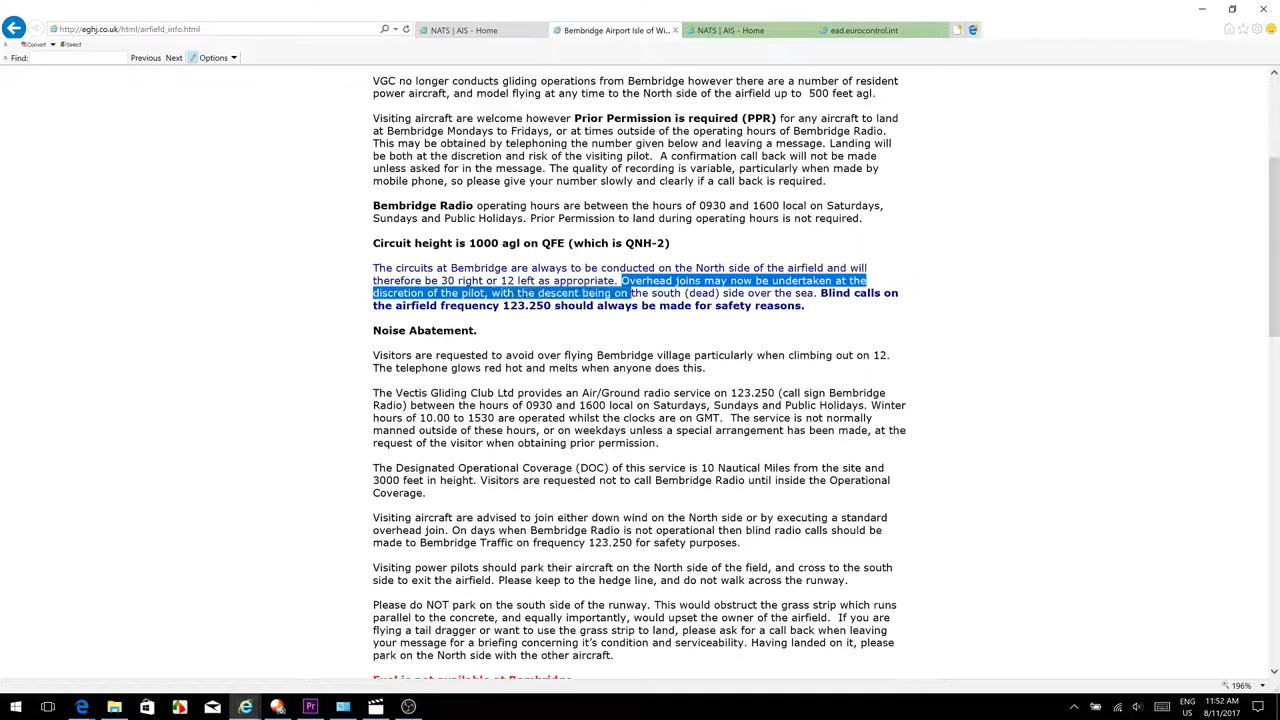 http://eghj.co.uk/html/airfield_info.html
NATS | AIS - Home
Bembridge Airport Isle of Wi...
NATS | AIS - Home
ead.eurocontrol.int
Convert
Select
Find:
Previous
Next
Options
VGC no longer conducts gliding operations from Bembridge however there are a number of resident
power aircraft, and model flying at any time to the North side of the airfield up to 500 feet agl.
Visiting aircraft are welcome however Prior Permission is required (PPR) for any aircraft to land
at Bembridge Mondays to Fridays, or at times outside of the operating hours of Bembridge Radio.
This may be obtained by telephoning the number given below and leaving a message. Landing will
be both at the discretion and risk of the visiting pilot. A confirmation call back will not be made
unless asked for in the message. The quality of recording is variable, particularly when made by
mobile phone, so please give your number slowly and clearly if a call back is required.
Bembridge Radio operating hours are between the hours of 0930 and 1600 local on Saturdays,
Sundays and Public Holidays. Prior Permission to land during operating hours is not required.
Circuit height is 1000 agl on QFE (which is QNH-2)
The circuits at Bembridge are always to be conducted on the North side of the airfield and will
therefore be 30 right or 12 left as appropriate. Overhead joins may now be undertaken at the
discretion of the pilot, with the descent being on the south (dead) side over the sea. Blind calls on
the airfield frequency 123.250 should always be made for safety reasons.
Noise Abatement.
Visitors are requested to avoid over flying Bembridge village particularly when climbing out on 12.
The telephone glows red hot and melts when anyone does this.
The Vectis Gliding Club Ltd provides an Air/Ground radio service on 123.250 (call sign Bembridge
Radio) between the hours of 0930 and 1600 local on Saturdays, Sundays and Public Holidays. Winter
hours of 10.00 to 1530 are operated whilst the clocks are on GMT. The service is not normally
manned outside of these hours, or on weekdays unless a special arrangement has been made, at the
request of the visitor when obtaining prior permission.
The Designated Operational Coverage (DOC) of this service is 10 Nautical Miles from the site and
3000 feet in height. Visitors are requested not to call Bembridge Radio until inside the Operational
Coverage.
Visiting aircraft are advised to join either down wind on the North side or by executing a standard
overhead join. On days when Bembridge Radio is not operational then blind radio calls should be
made to Bembridge Traffic on frequency 123.250 for safety purposes.
Visiting power pilots should park their aircraft on the North side of the field, and cross to the south
side to exit the airfield. Please keep to the hedge line, and do not walk across the runway.
Please do NOT park on the south side of the runway. This would obstruct the grass strip which runs
parallel to the concrete, and equally importantly, would upset the owner of the airfield. If you are
flying a tail dragger or want to use the grass strip to land, please ask for a call back when leaving
your message for a briefing concerning it's condition and serviceability. Having landed on it, please
park on the North side with the other aircraft.
Fuel is not available at Bembridge
196%
ENG
US
11:52 AM
8/11/2017